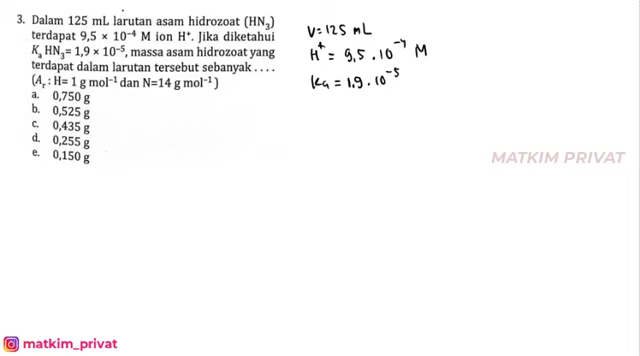 3. Dalam 125 mL larutan asam hidrozoat (HN₃)
terdapat 9,5 × 10⁻⁴ M ion H⁺. Jika diketahui
Kₐ HN₃= 1,9 × 10⁻⁵, massa asam hidrozoat yang
terdapat dalam larutan tersebut sebanyak . . . .
(Aᵣ : H= 1 g mol⁻¹ dan N=14 g mol⁻¹)
a. 0,750 g
b. 0,525 g
c. 0,435 g
d. 0,255 g
e. 0,150 g
V = 125 mL
H⁺ = 9,5 . 10⁻⁴ M
Ka = 1,9 . 10⁻⁵
MATKIM PRIVAT
matkim_privat